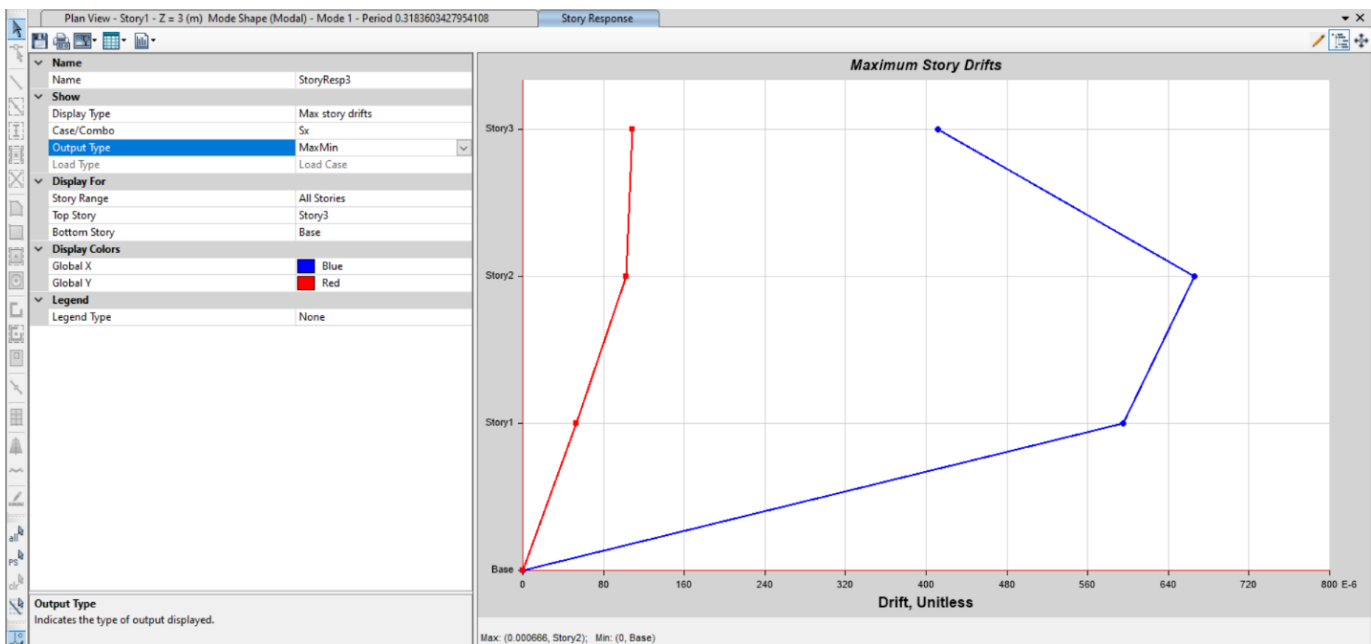 Plan View - Story1 - Z = 3 (m) Mode Shape (Modal) - Mode 1 - Period 0.3183603427954108
Story Response
Name
Name StoryResp3
Show
Display Type Max story drifts
Case/Combo Sx
Output Type MaxMin
Load Type Load Case
Display For
Story Range All Stories
Top Story Story3
Bottom Story Base
Display Colors
Global X Blue
Global Y Red
Legend
Legend Type None
Output Type
Indicates the type of output displayed.
all
ps
clr
Maximum Story Drifts
Story3
Story2
Story1
Base
0 80 160 240 320 400 480 560 640 720 800 E-6
Drift, Unitless
Max: (0.000666, Story2); Min: (0, Base)